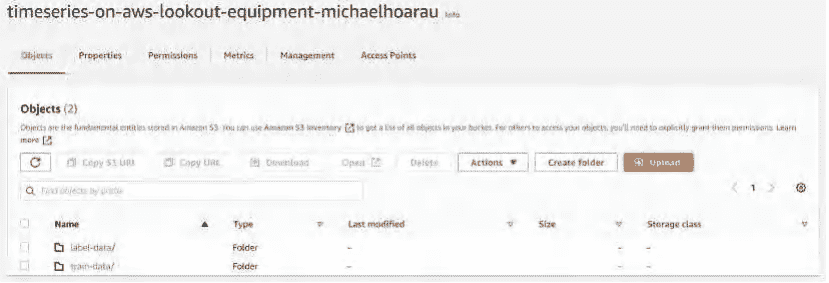 timeseries-on-aws-lookout-equipment-michaelhoarau Info
Objects Properties Permissions Metrics Management Access Points
Objects (2)
Objects are the fundamental entities stored in Amazon S3. You can use Amazon S3 Inventory to get a list of all objects in your bucket. For others to access your objects, you'll need to explicitly grant them permissions. Learn
more
Copy S3 URI Copy URL Download Open Delete Actions Create folder Upload
Find objects by prefix
1
Name Type Last modified Size Storage class
label-data/ Folder - - -
train-data/ Folder - - -